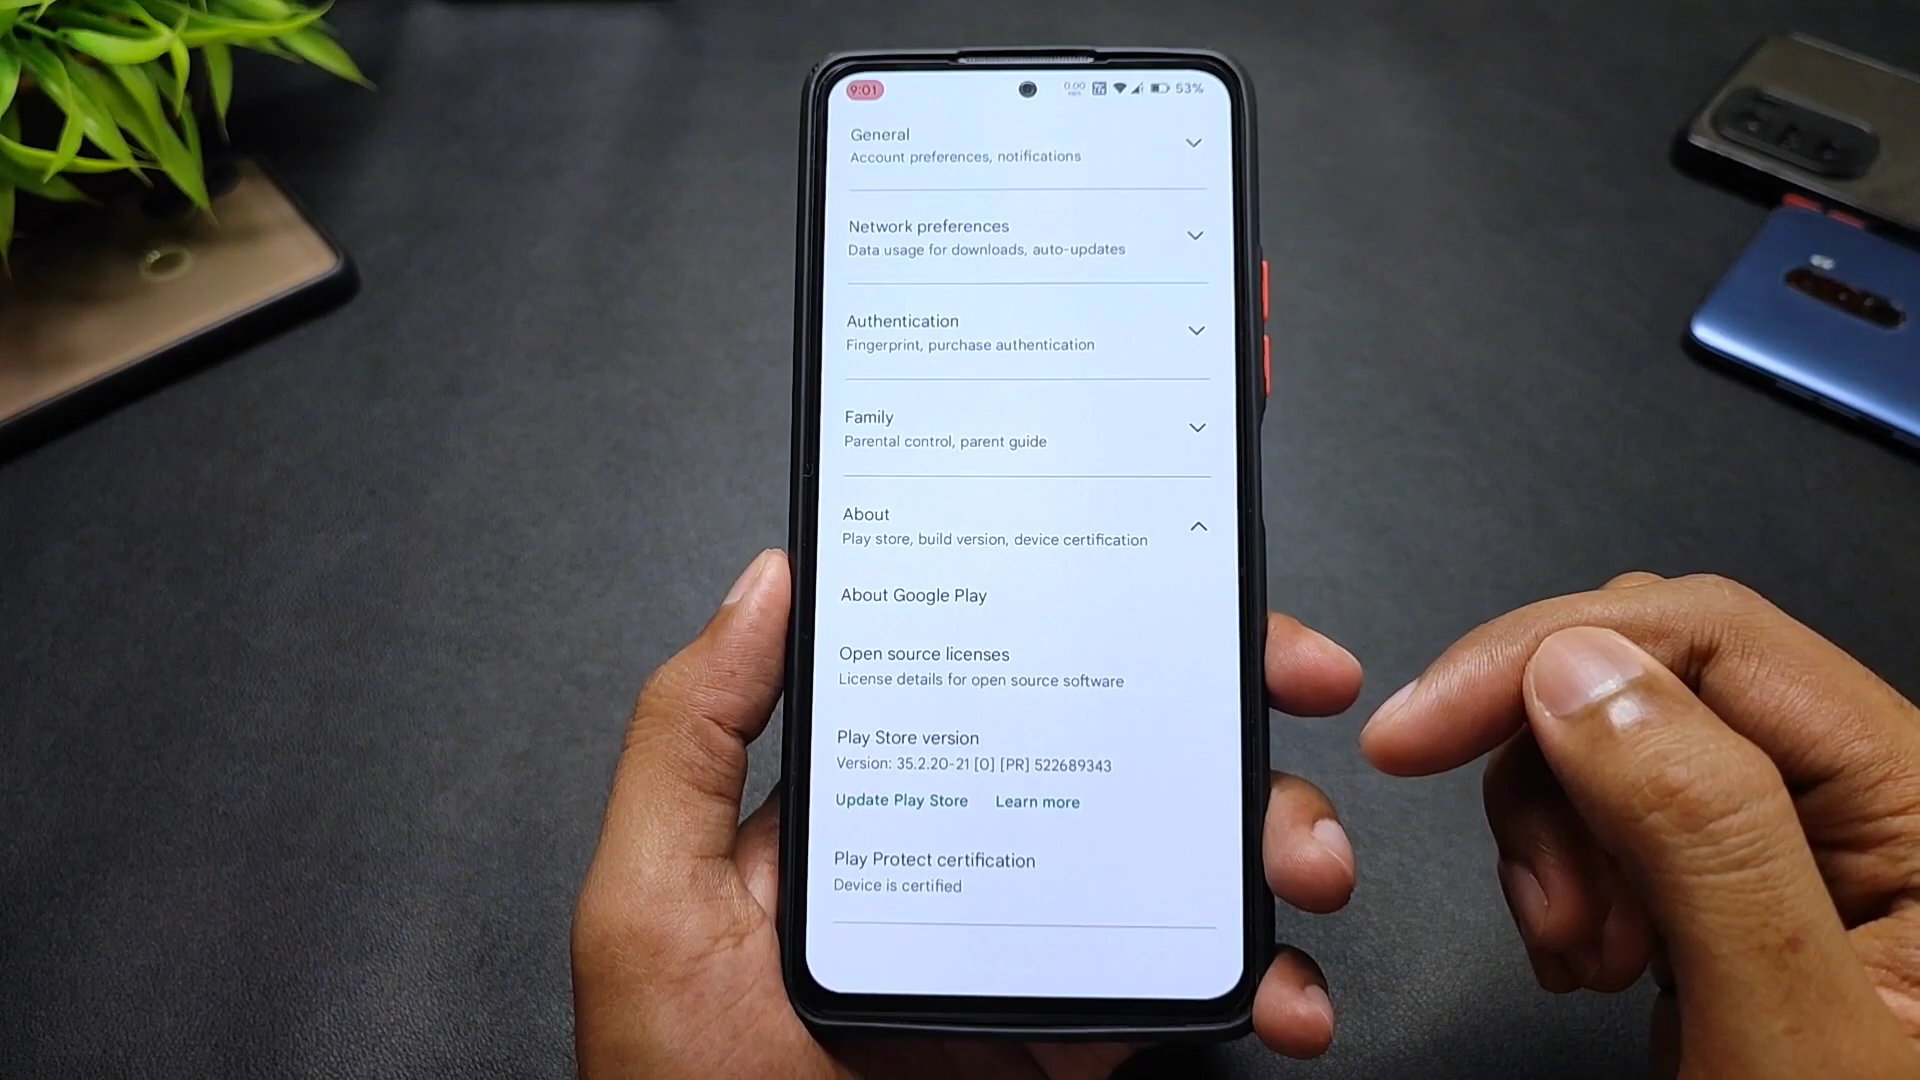 9:01 0.00 53%
General
Account preferences, notifications
Network preferences
Data usage for downloads, auto-updates
Authentication
Fingerprint, purchase authentication
Family
Parental control, parent guide
About
Play store, build version, device certification
About Google Play
Open source licenses
License details for open source software
Play Store version
Version: 35.2.20-21 [0] [PR] 522689343
Update Play Store Learn more
Play Protect certification
Device is certified